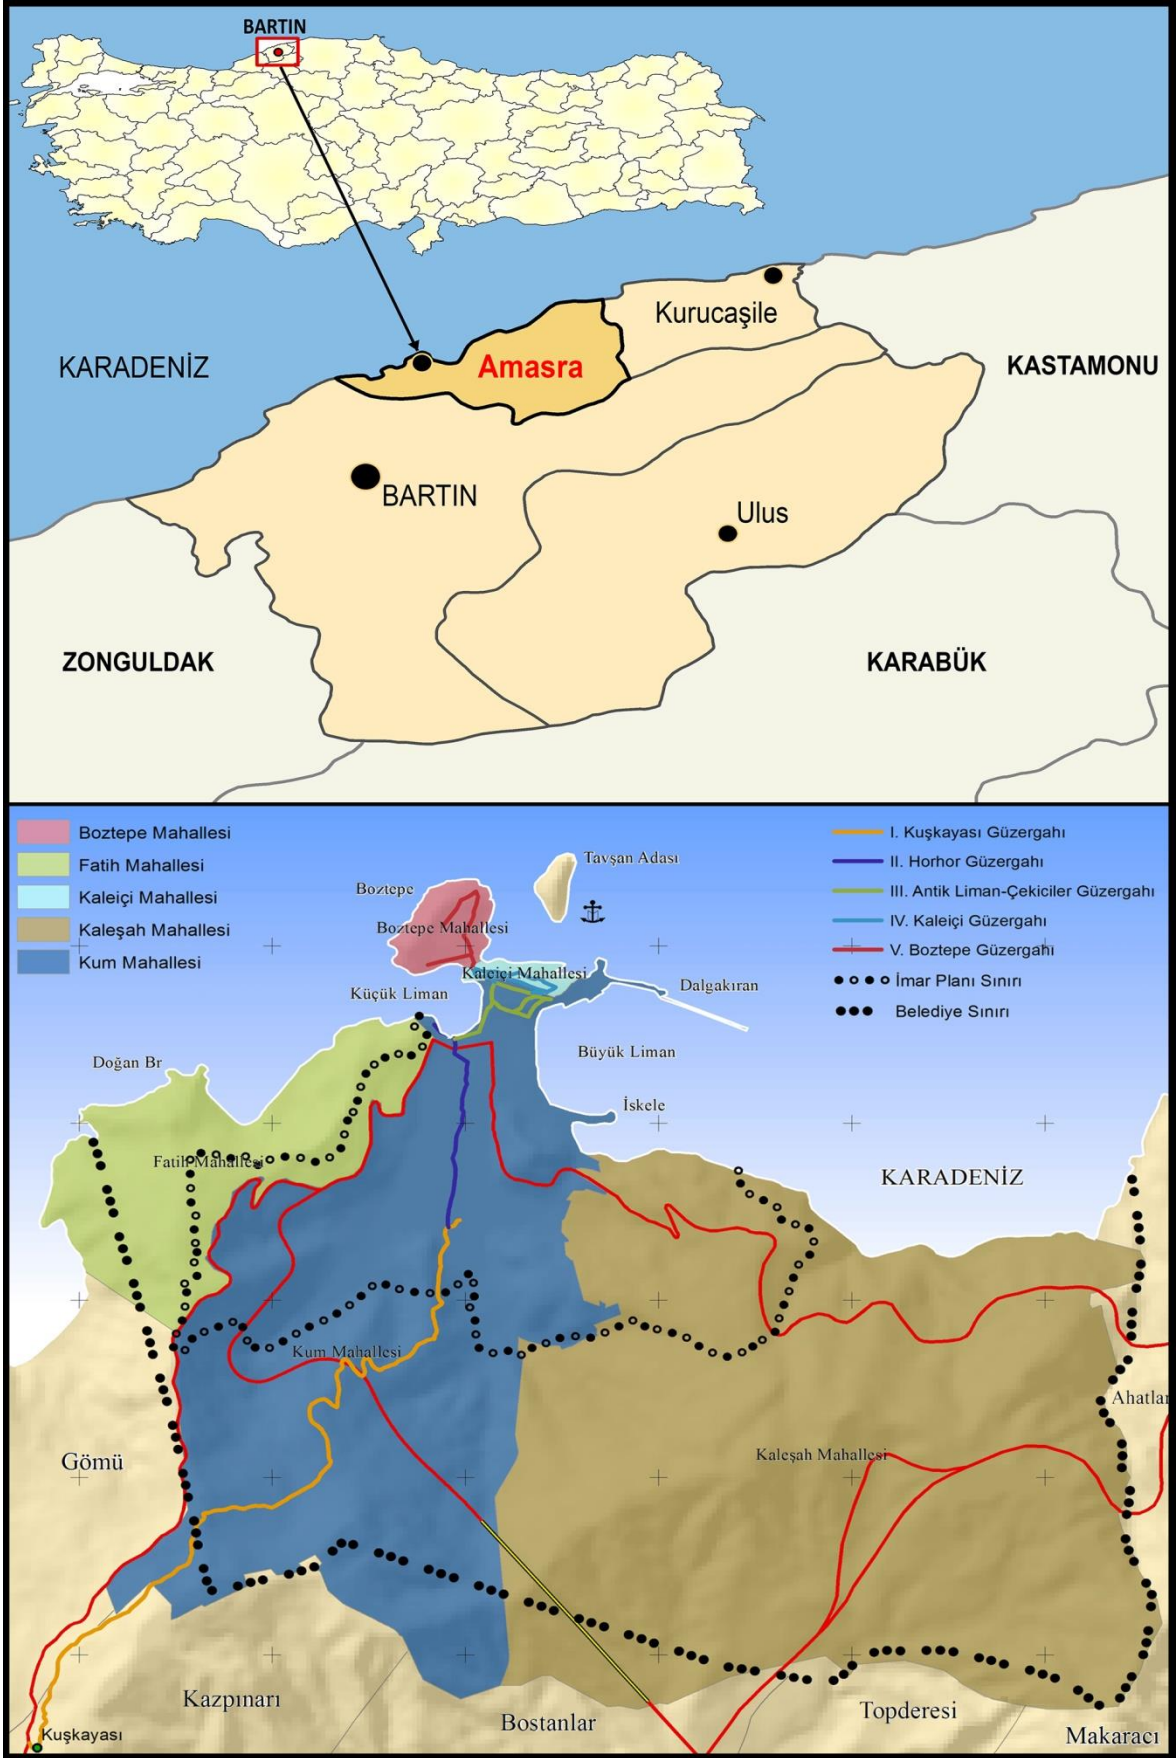 BARTIN
Kurucaşile
KARADENİZ
Amasra
KASTAMONU
BARTIN
Ulus
ZONGULDAK
KARABÜK
Boztepe Mahallesi
Fatih Mahallesi
Kaleiçi Mahallesi
Kaleşah Mahallesi
Kum Mahallesi
I. Kuşkayası Güzergahı
II. Horhor Güzergahı
III. Antik Liman-Çekiciler Güzergahı
IV. Kaleiçi Güzergahı
V. Boztepe Güzergahı
İmar Planı Sınırı
Belediye Sınırı
Tavşan Adası
Boztepe
Boztepe Mahallesi
Kaleiçi Mahallesi
Küçük Liman
Dalgakıran
Doğan Br
Büyük Liman
İskele
Fatih Mahallesi
KARADENİZ
Kum Mahallesi
Ahatlar
Gömü
Kaleşah Mahallesi
Kazpınarı
Bostanlar
Topderesi
Kuşkayası
Makaracı